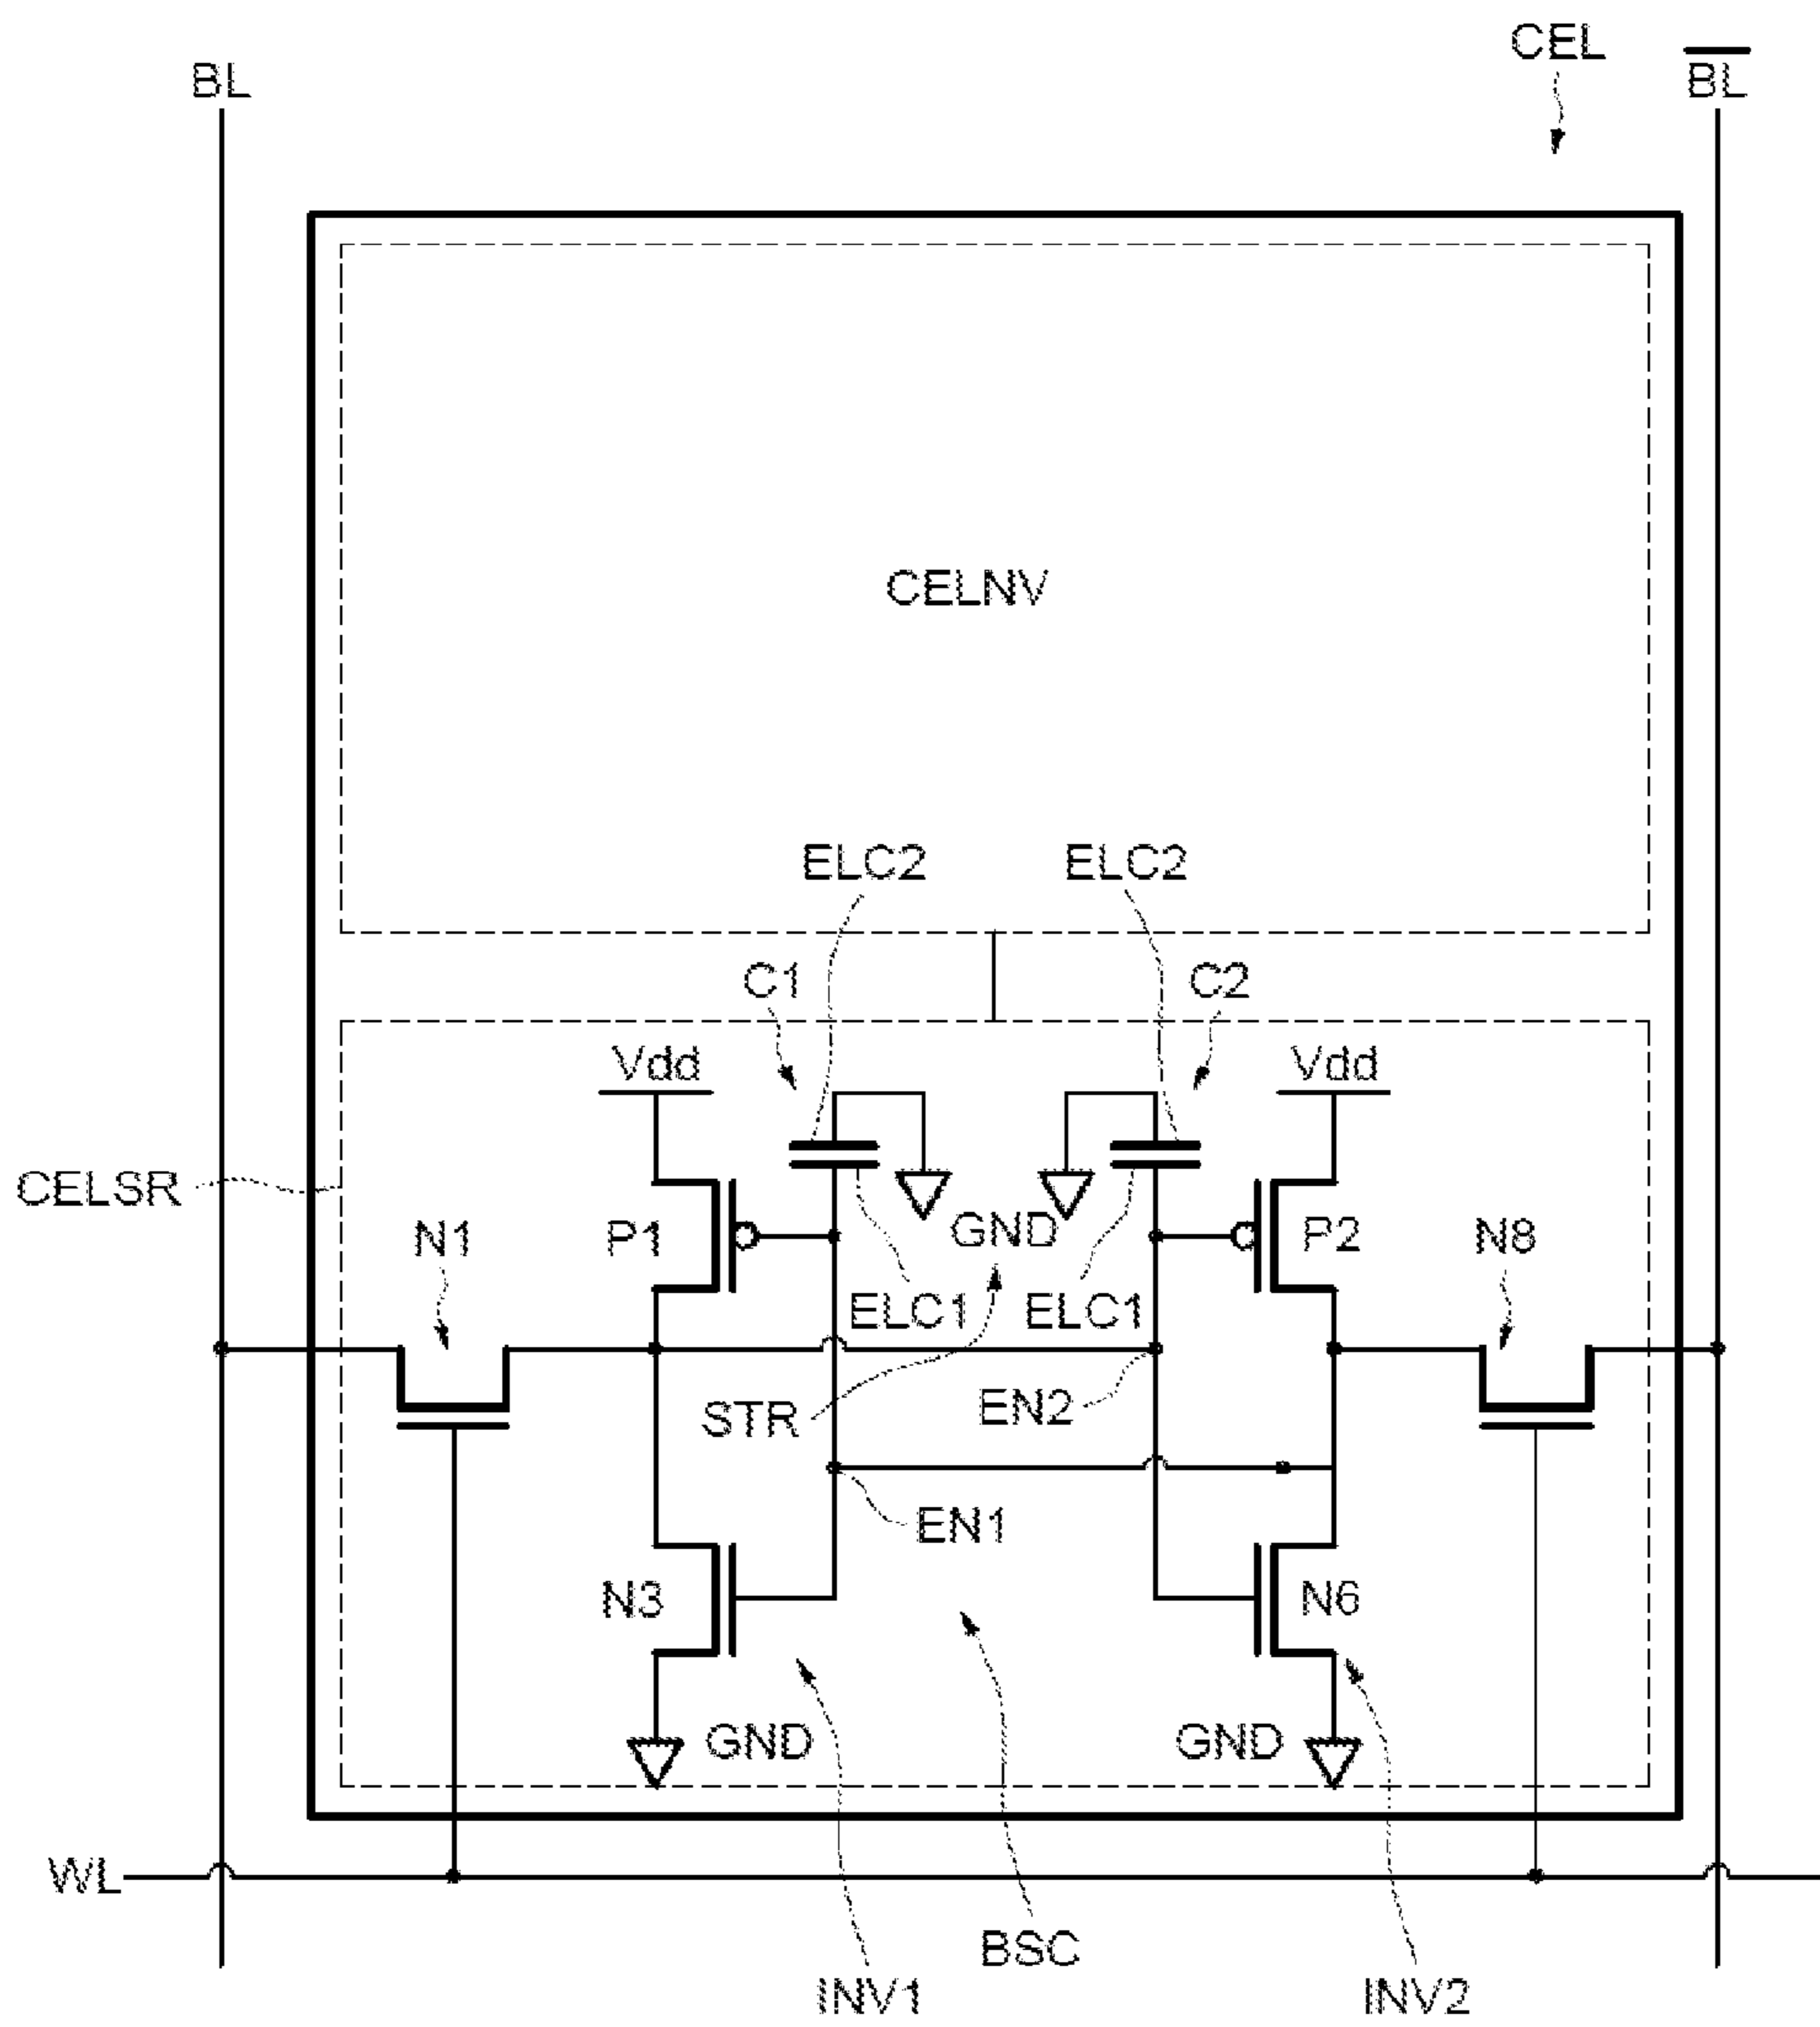 CEL
BL
BL
CELNV
ELC2
ELC2
C1
C2
Vdd
Vdd
CELSR
N1
P1
GND
P2
N8
ELC1
ELC1
STR
EN2
EN1
N3
N6
GND
GND
WL
BSC
INV1
INV2